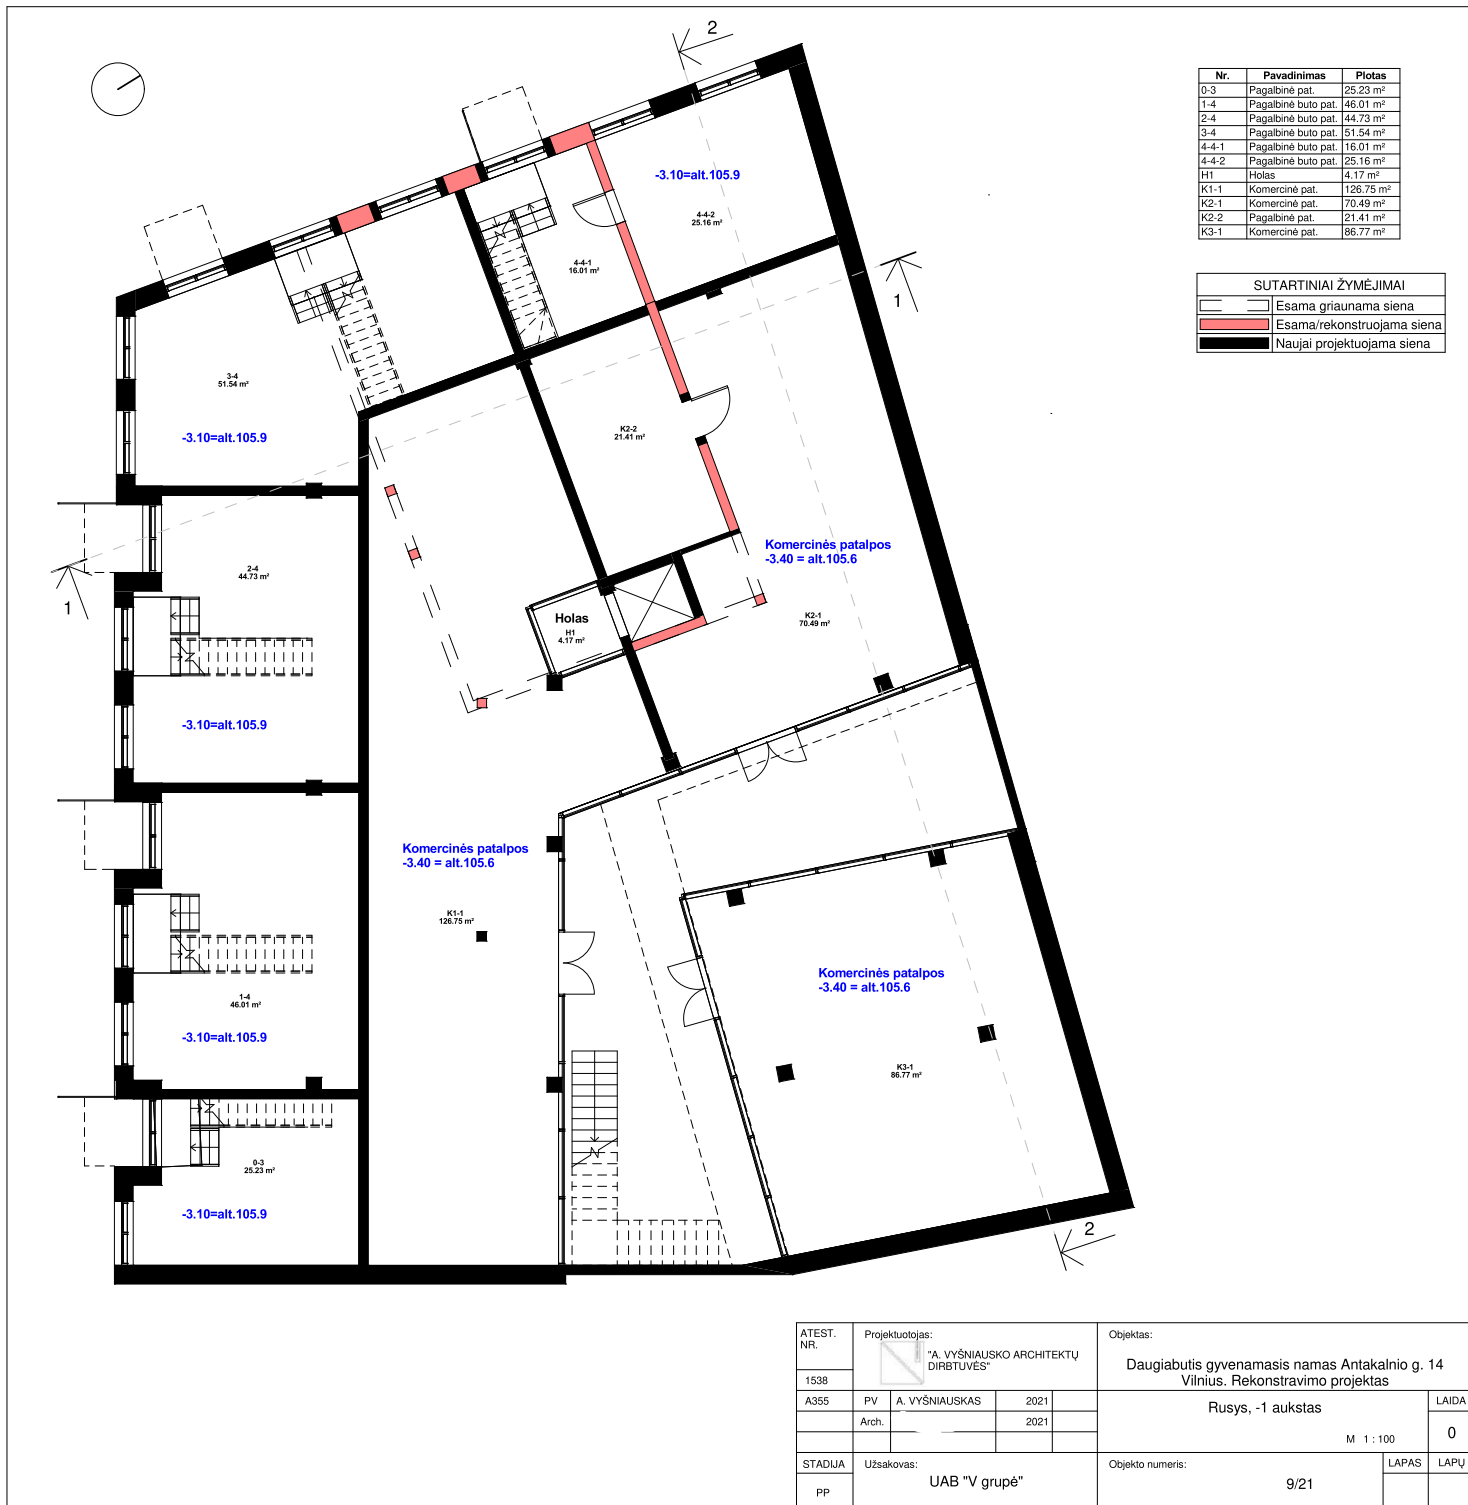 2
Nr. Pavadinimas Plotas
0-3 Pagalbinė pat. 25.23 m²
1-4 Pagalbinė buto pat. 46.01 m²
2-4 Pagalbinė buto pat. 44.73 m²
3-4 Pagalbinė buto pat. 51.54 m²
4-4-1 Pagalbinė buto pat. 16.01 m²
4-4-2 Pagalbinė buto pat. 25.16 m²
H1 Holas 4.17 m²
K1-1 Komercinė pat. 126.75 m²
K2-1 Komercinė pat. 70.49 m²
K2-2 Pagalbinė pat. 21.41 m²
K3-1 Komercinė pat. 86.77 m²
SUTARTINIAI ŽYMĖJIMAI
Esama griaunama siena
Esama/rekonstruojama siena
Naujai projektuojama siena
-3.10=alt.105.9
4-4-2
25.16 m²
4-4-1
16.01 m²
1
3-4
51.54 m²
-3.10=alt.105.9
K2-2
21.41 m²
Komercinės patalpos
-3.40 = alt.105.6
2-4
44.73 m²
1
Holas
H1
4.17 m²
K2-1
70.49 m²
-3.10=alt.105.9
Komercinės patalpos
-3.40 = alt.105.6
K1-1
126.75 m²
Komercinės patalpos
-3.40 = alt.105.6
1-4
46.01 m²
-3.10=alt.105.9
K3-1
86.77 m²
0-3
25.23 m²
-3.10=alt.105.9
2
ATEST.
NR.
1538
Projektuotojas:
"A. VYŠNIAUSKO ARCHITEKTŲ
DIRBTUVĖS"
Objektas:
Daugiabutis gyvenamasis namas Antakalnio g. 14
Vilnius. Rekonstravimo projektas
A355 PV A. VYŠNIAUSKAS 2021
Arch. 2021
Rusys, -1 aukstas
M 1 : 100
LAIDA
0
STADIJA
PP
Užsakovas:
UAB "V grupė"
Objekto numeris:
9/21
LAPAS LAPŲ